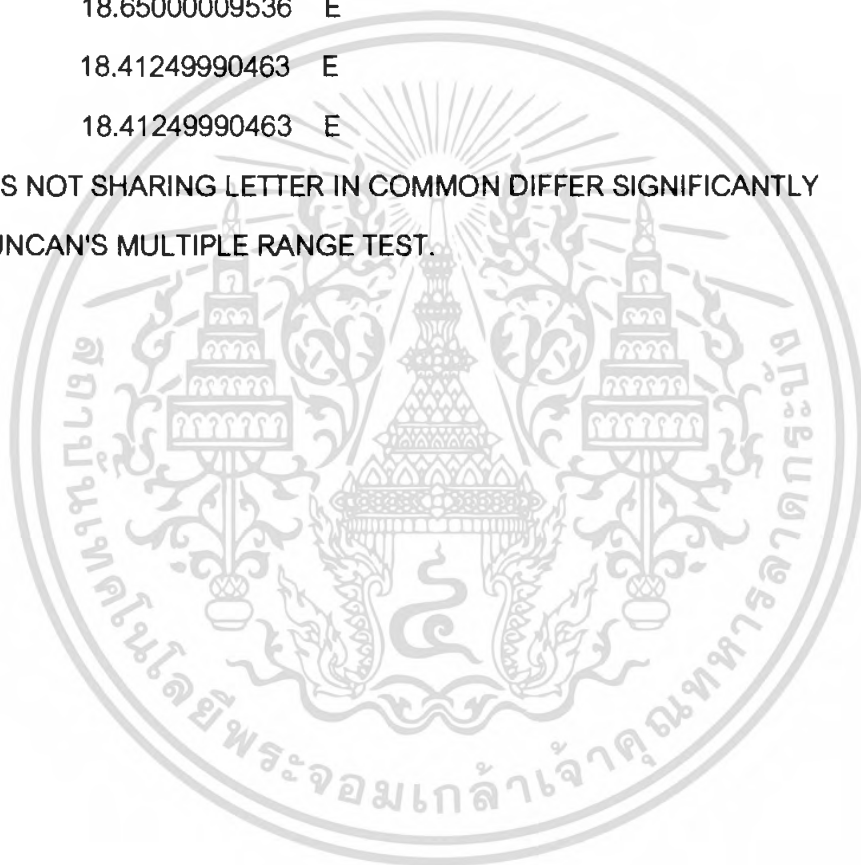 18.65000009536 E
18.41249990463 E
18.41249990463 E
S NOT SHARING LETTER IN COMMON DIFFER SIGNIFICANTLY
UNCAN'S MULTIPLE RANGE TEST.
สถาบันเทคโนโลยีพระจอมเกล้าเจ้าคุณทหารลาดกระบัง